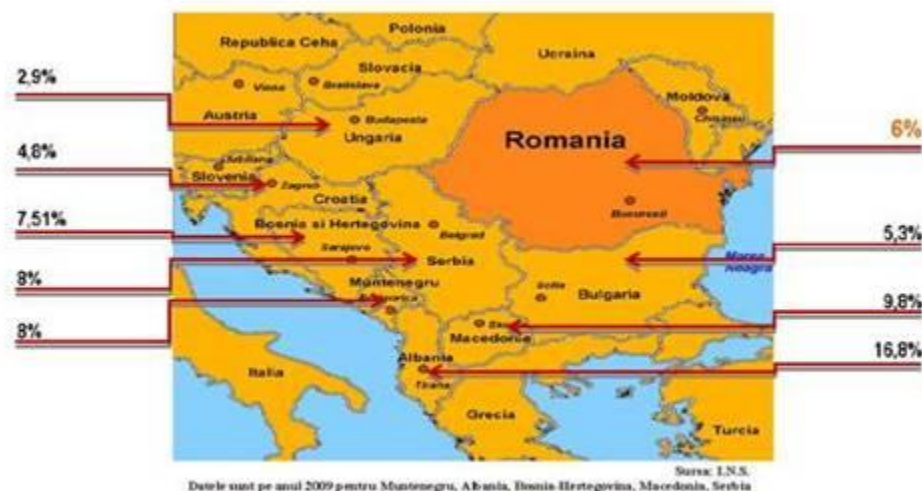 Polonia
Republica Ceha
Ucraina
Slovacia
2,9%
Viena
Bratislava
Moldova
Austria
Budapesta
Chisinau
Ungaria
Romania
6%
4,8%
Slovenia
Zagreb
Croatia
Bucuresti
7,51%
Bosnia si Hertegovina
Belgrad
5,3%
Sarajevo
Serbia
Marea
Neagra
8%
Muntenegru
Sofia
Bulgaria
9,8%
8%
Macedonia
Albania
16,8%
Italia
Tirana
Grecia
Turcia
Sursa: I.N.S.
Datele sunt pe anul 2009 pentru Muntenegru, Albania, Bosnia-Hertegovina, Macedonia, Serbia